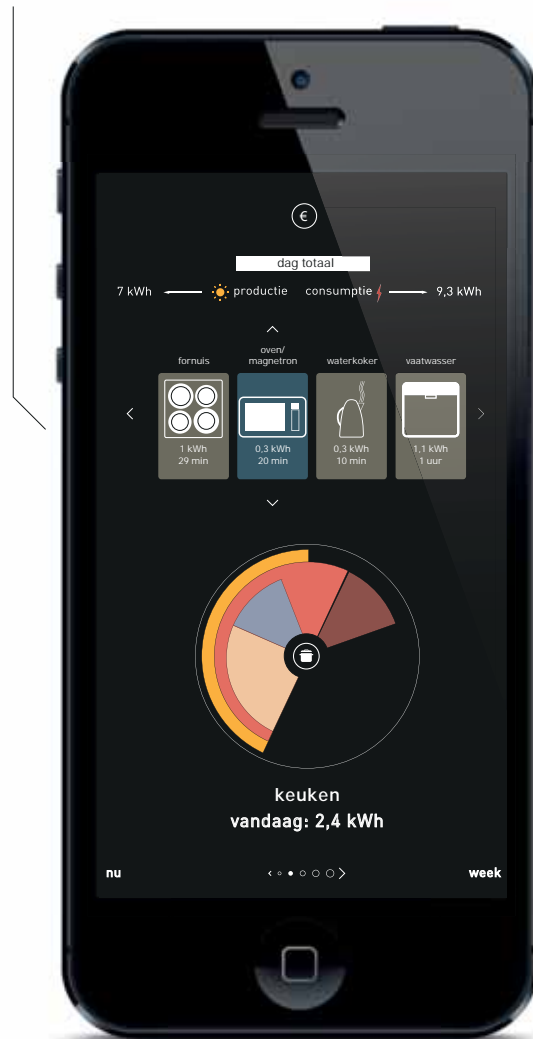 €
dag totaal
7 kWh productie consumptie 9,3 kWh
fornuis
oven/
magnetron
waterkoker
vaatwasser
1 kWh
29 min
0,3 kWh
20 min
0,3 kWh
10 min
1,1 kWh
1 uur
keuken
vandaag: 2,4 kWh
nu
week